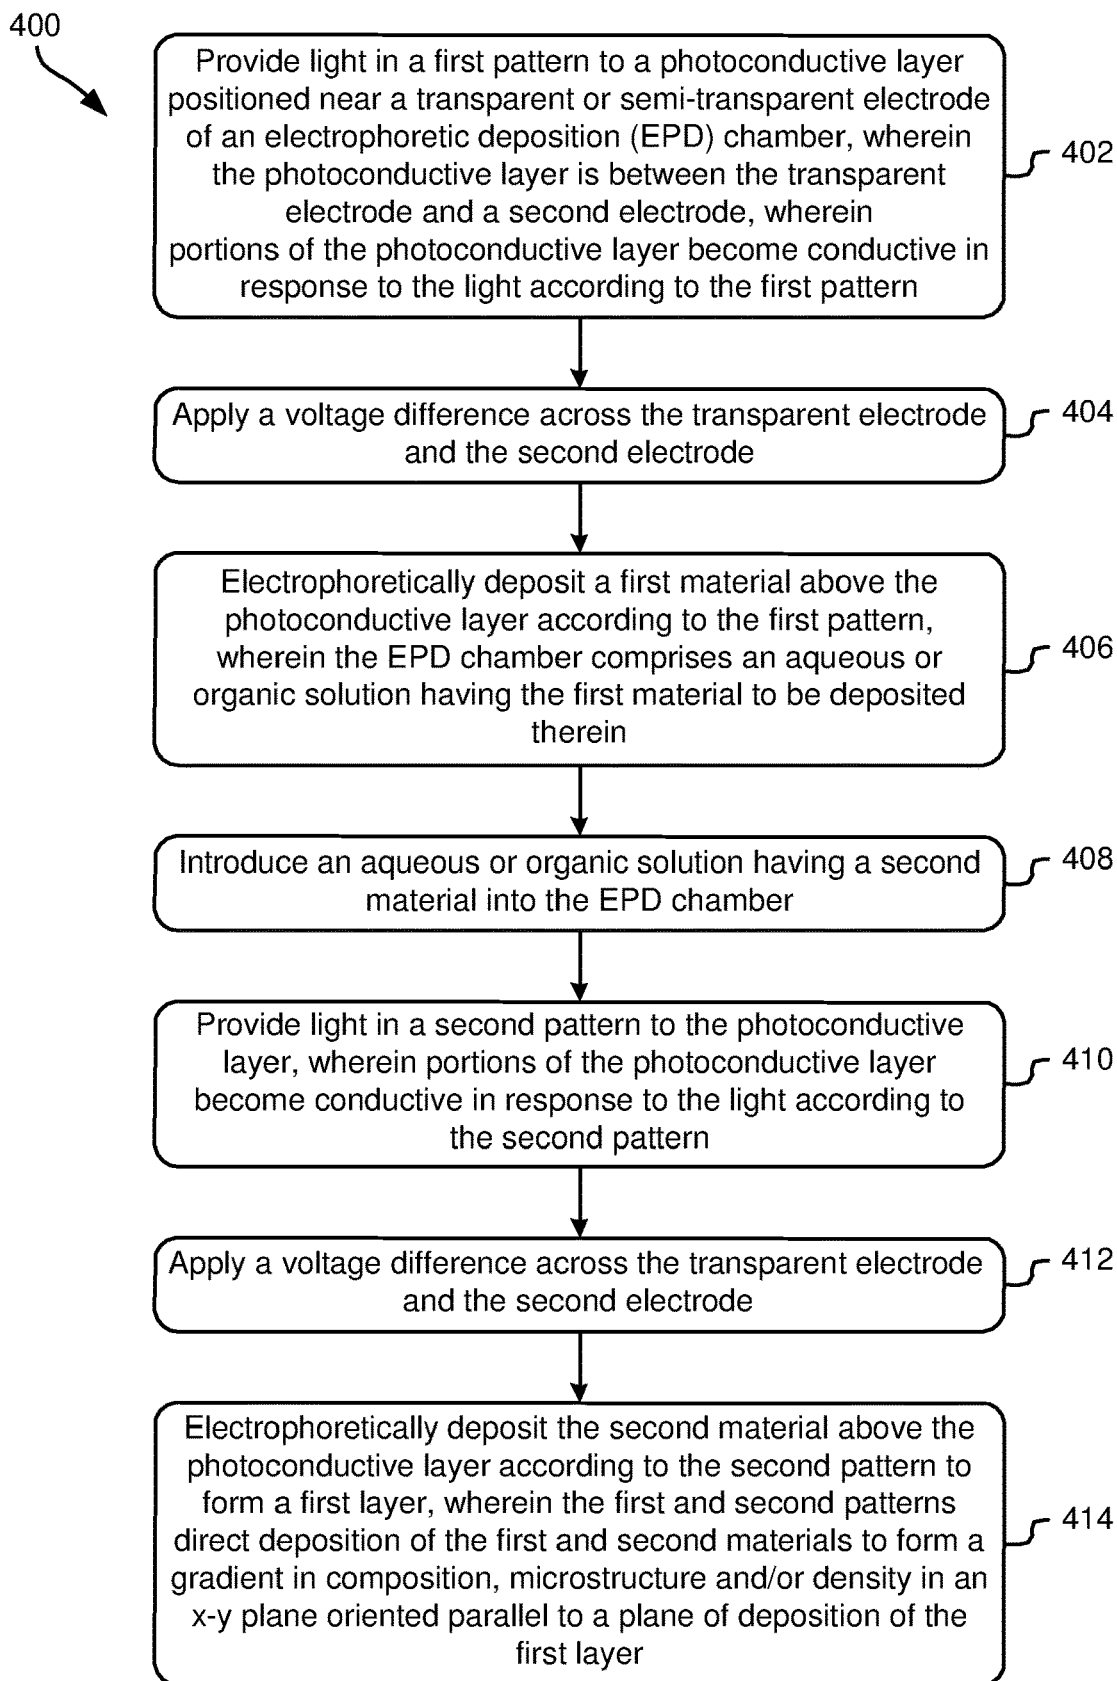 400
Provide light in a first pattern to a photoconductive layer
positioned near a transparent or semi-transparent electrode
of an electrophoretic deposition (EPD) chamber, wherein
the photoconductive layer is between the transparent
electrode and a second electrode, wherein
portions of the photoconductive layer become conductive in
response to the light according to the first pattern
402
Apply a voltage difference across the transparent electrode
and the second electrode
404
Electrophoretically deposit a first material above the
photoconductive layer according to the first pattern,
wherein the EPD chamber comprises an aqueous or
organic solution having the first material to be deposited
therein
406
Introduce an aqueous or organic solution having a second
material into the EPD chamber
408
Provide light in a second pattern to the photoconductive
layer, wherein portions of the photoconductive layer
become conductive in response to the light according to
the second pattern
410
Apply a voltage difference across the transparent electrode
and the second electrode
412
Electrophoretically deposit the second material above the
photoconductive layer according to the second pattern to
form a first layer, wherein the first and second patterns
direct deposition of the first and second materials to form a
gradient in composition, microstructure and/or density in an
x-y plane oriented parallel to a plane of deposition of the
first layer
414